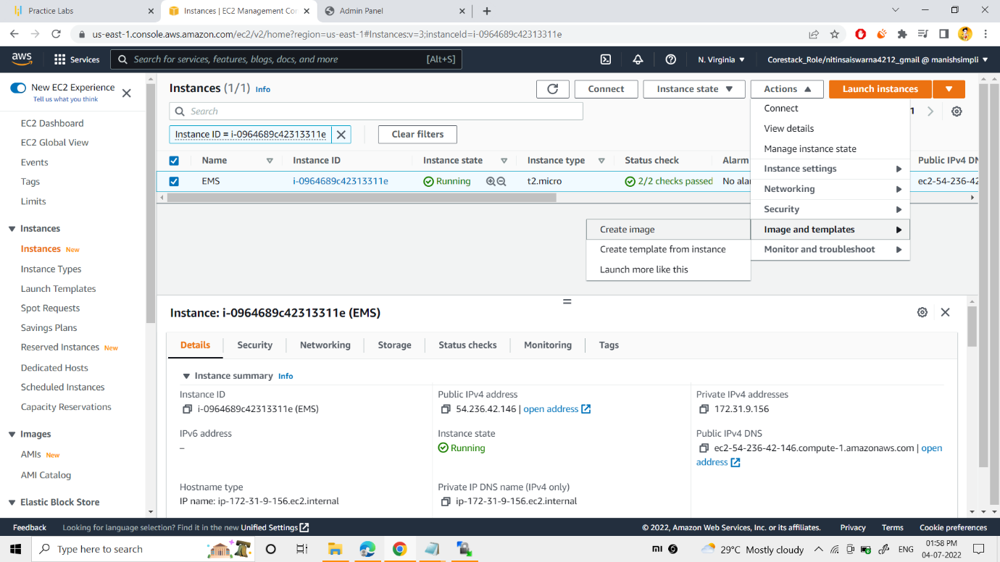 Practice Labs
Instances | EC2 Management Con
Admin Panel
us-east-1.console.aws.amazon.com/ec2/v2/home?region=us-east-1#Instances:v=3;instanceId=i-0964689c42313311e
aws
Services
Search for services, features, blogs, docs, and more
[Alt+S]
N. Virginia
Corestack_Role/nitinsaiswarna4212_gmail @ manishsimpli
New EC2 Experience
Tell us what you think
EC2 Dashboard
EC2 Global View
Events
Tags
Limits
Instances
Instances New
Instance Types
Launch Templates
Spot Requests
Savings Plans
Reserved Instances New
Dedicated Hosts
Scheduled Instances
Capacity Reservations
Images
AMIs New
AMI Catalog
Elastic Block Store
Instances (1/1) Info
Connect
Instance state
Actions
Launch instances
Search
1
Instance ID = i-0964689c42313311e
Clear filters
Name
Instance ID
Instance state
Instance type
Status check
Alarm
Public IPv4 DN
EMS
i-0964689c42313311e
Running
t2.micro
2/2 checks passed
No alar
ec2-54-236-42
Connect
View details
Manage instance state
Instance settings
Networking
Security
Image and templates
Monitor and troubleshoot
Create image
Create template from instance
Launch more like this
Instance: i-0964689c42313311e (EMS)
Details
Security
Networking
Storage
Status checks
Monitoring
Tags
Instance summary Info
Instance ID
i-0964689c42313311e (EMS)
Public IPv4 address
54.236.42.146 | open address
Private IPv4 addresses
172.31.9.156
IPv6 address
–
Instance state
Running
Public IPv4 DNS
ec2-54-236-42-146.compute-1.amazonaws.com | open
address
Hostname type
IP name: ip-172-31-9-156.ec2.internal
Private IP DNS name (IPv4 only)
ip-172-31-9-156.ec2.internal
Feedback
Looking for language selection? Find it in the new Unified Settings
© 2022, Amazon Web Services, Inc. or its affiliates.
Privacy
Terms
Cookie preferences
Type here to search
29°C Mostly cloudy
ENG
01:58 PM
04-07-2022